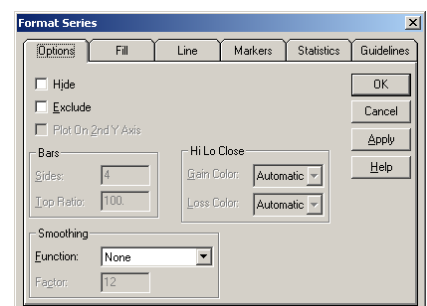 Format Series
Options Fill Line Markers Statistics Guidelines
Hide
Exclude
Plot On 2nd Y Axis
OK
Cancel
Apply
Help
Bars
Sides: 4
Top Ratio: 100.
Hi Lo Close
Gain Color: Automatic
Loss Color: Automatic
Smoothing
Function: None
Factor: 12